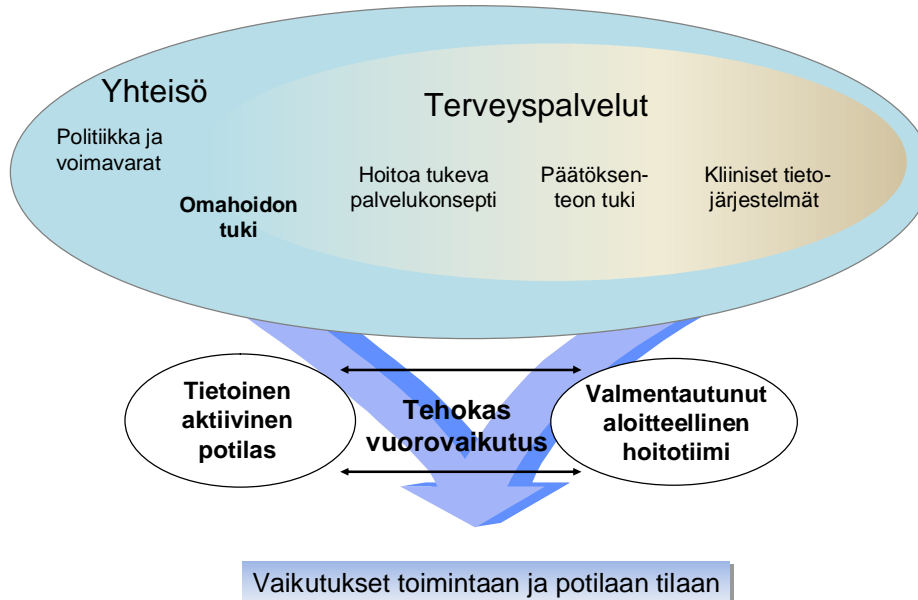 Yhteisö
Politiikka ja
voimavarat
Omahoidon
tuki
Terveyspalvelut
Hoitoa tukeva
palvelukonsepti
Päätöksen-
teon tuki
Kliiniset tieto-
järjestelmät
Tietoinen
aktiivinen
potilas
Tehokas
vuorovaikutus
Valmentautunut
aloitteellinen
hoitotiimi
Vaikutukset toimintaan ja potilaan tilaan